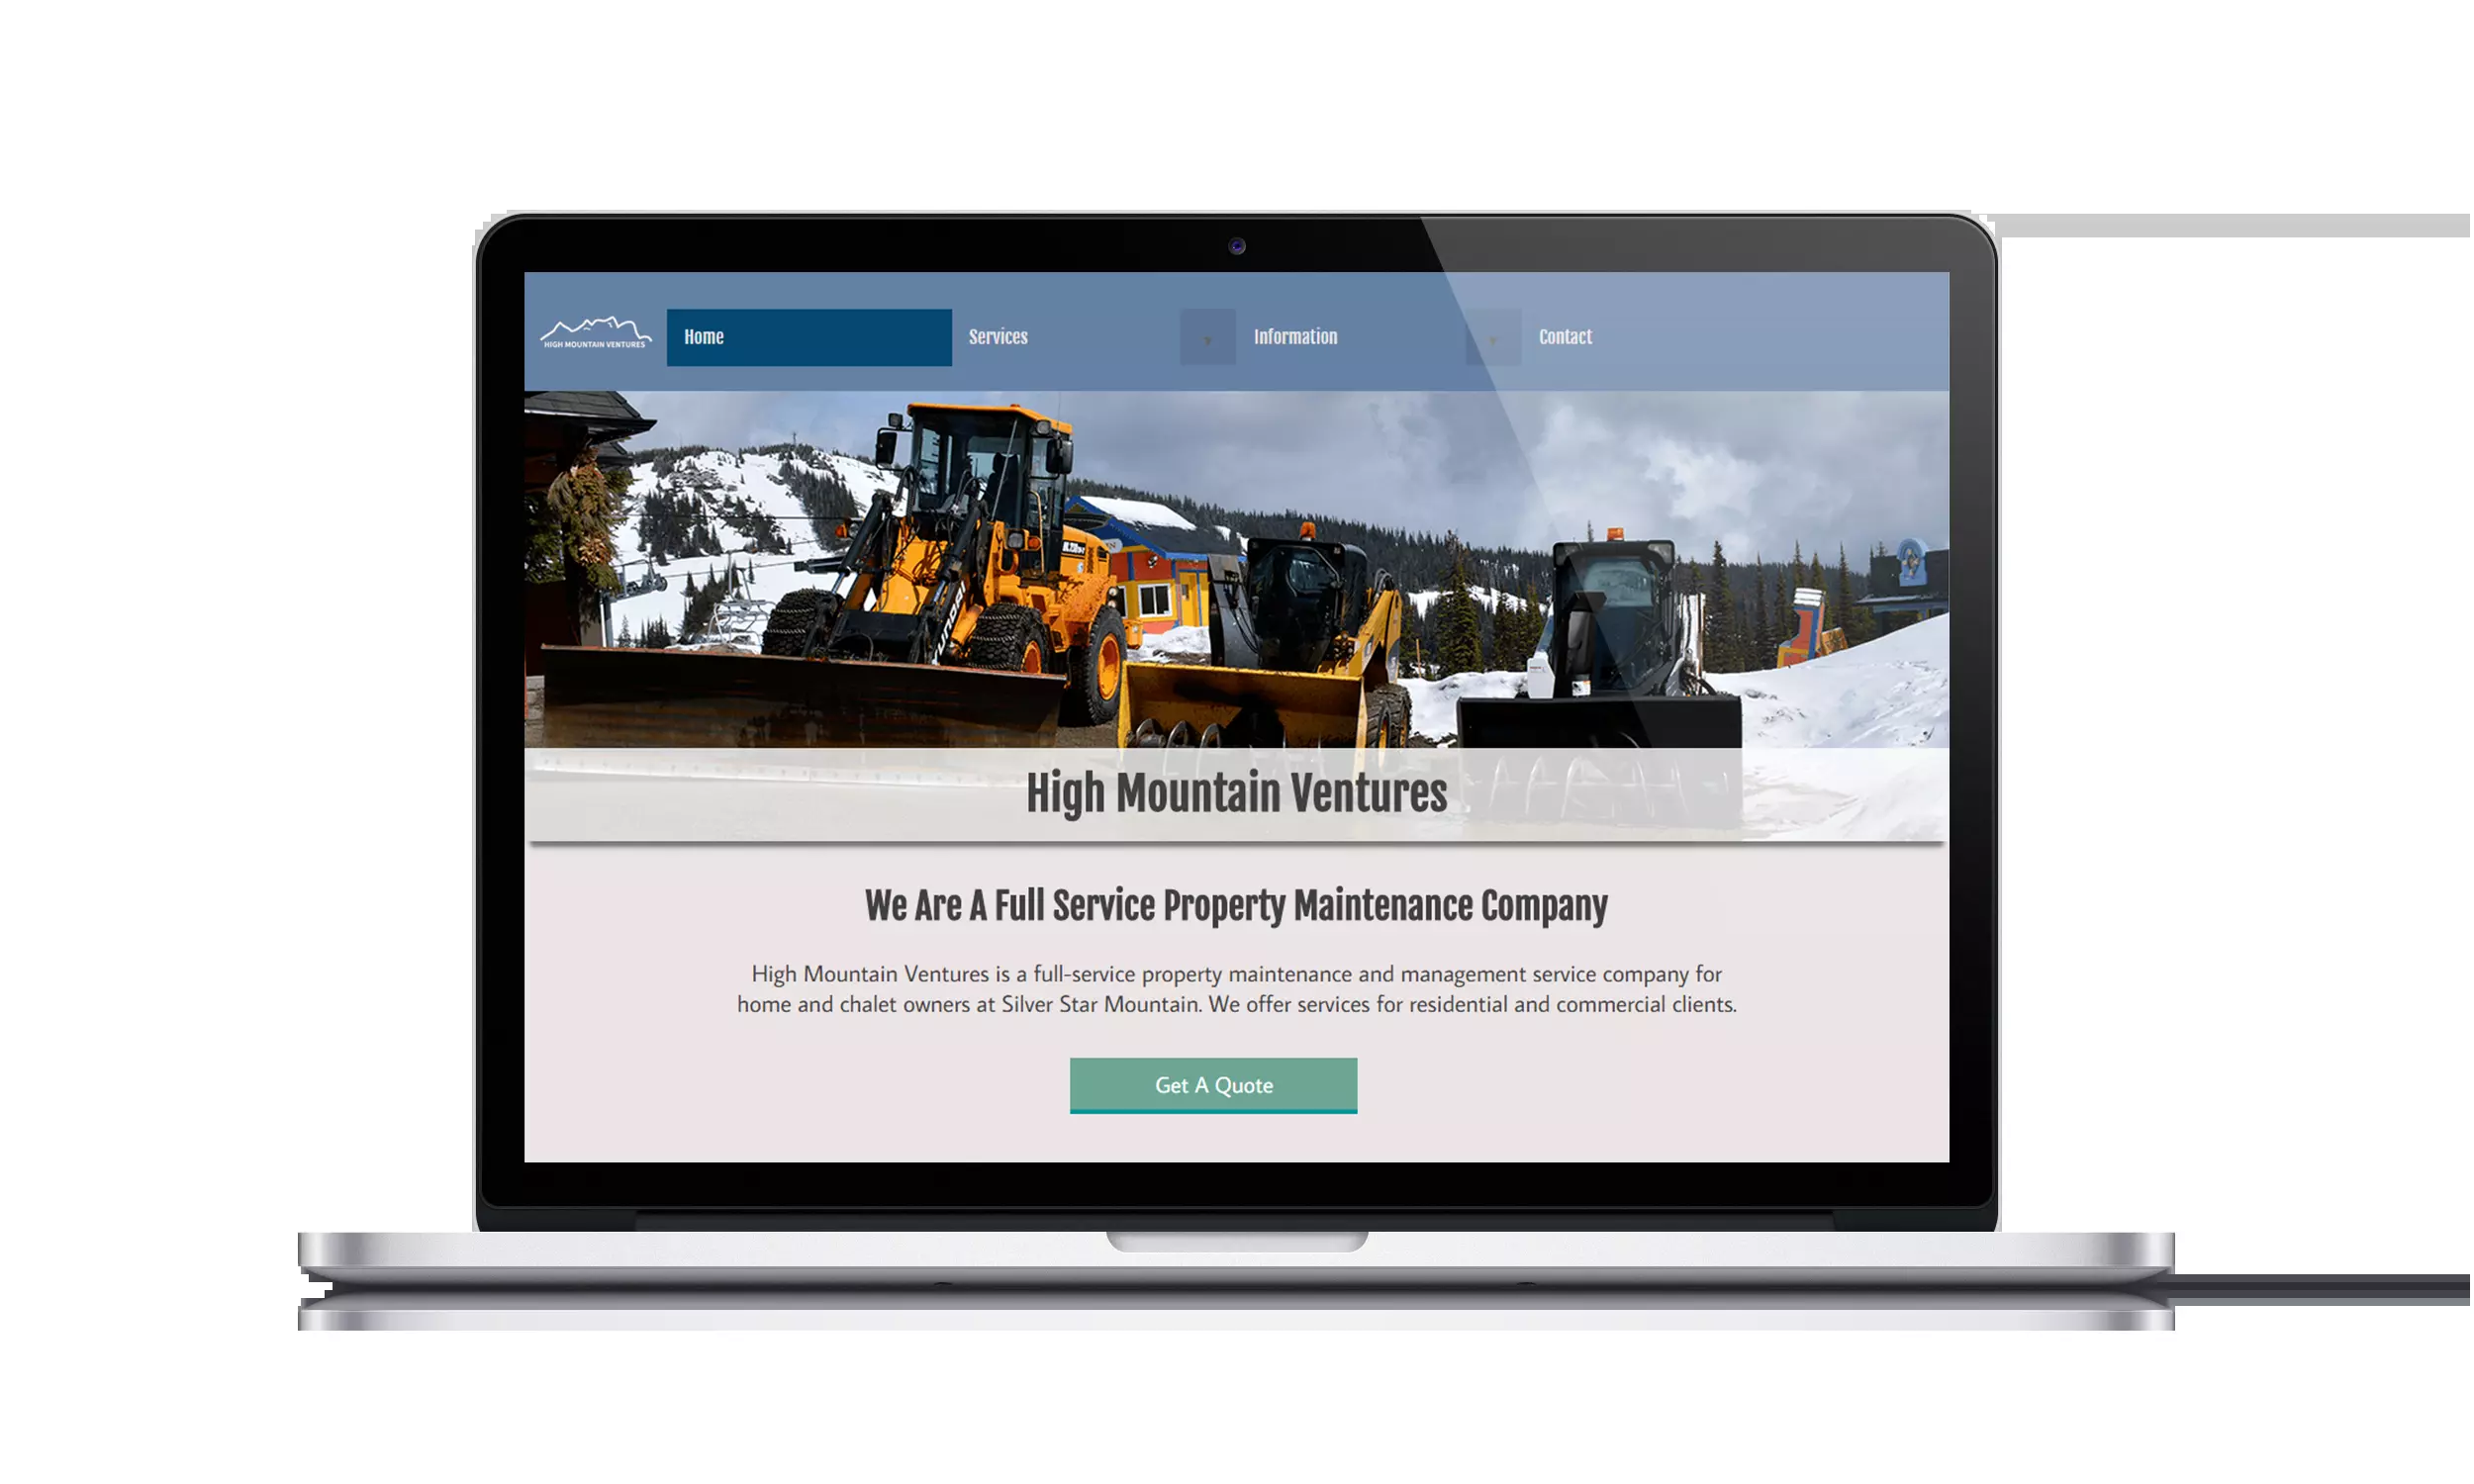 HIGH MOUNTAIN VENTURES
Home
Services
Information
Contact
HYUNDAI
High Mountain Ventures
We Are A Full Service Property Maintenance Company
High Mountain Ventures is a full-service property maintenance and management service company for
home and chalet owners at Silver Star Mountain. We offer services for residential and commercial clients.
Get A Quote